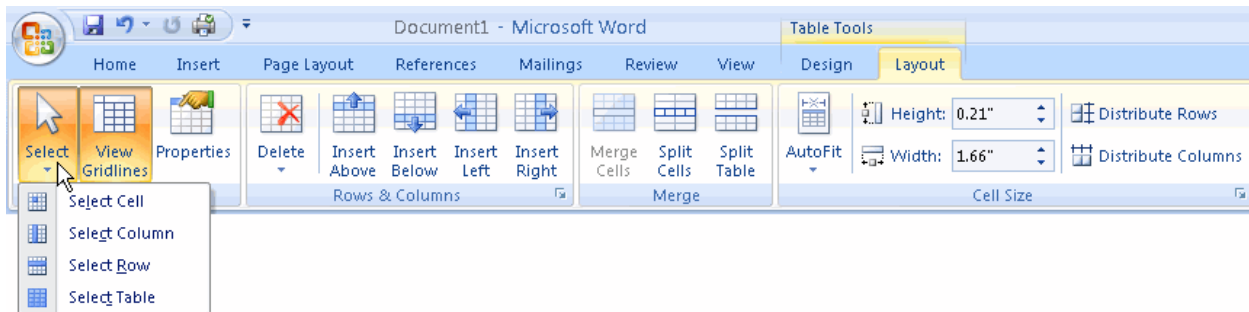 Document1 - Microsoft Word
Table Tools
Home Insert Page Layout References Mailings Review View Design Layout
Select
View Gridlines
Properties
Delete
Insert Above
Insert Below
Insert Left
Insert Right
Merge Cells
Split Cells
Split Table
AutoFit
Height: 0.21"
Width: 1.66"
Distribute Rows
Distribute Columns
Rows & Columns
Merge
Cell Size
Select Cell
Select Column
Select Row
Select Table